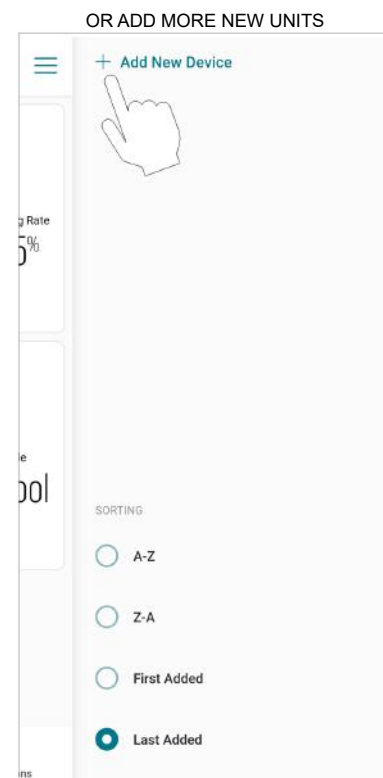 OR ADD MORE NEW UNITS
+ Add New Device
g Rate
5%
e
ool
SORTING
A-Z
Z-A
First Added
Last Added
ns